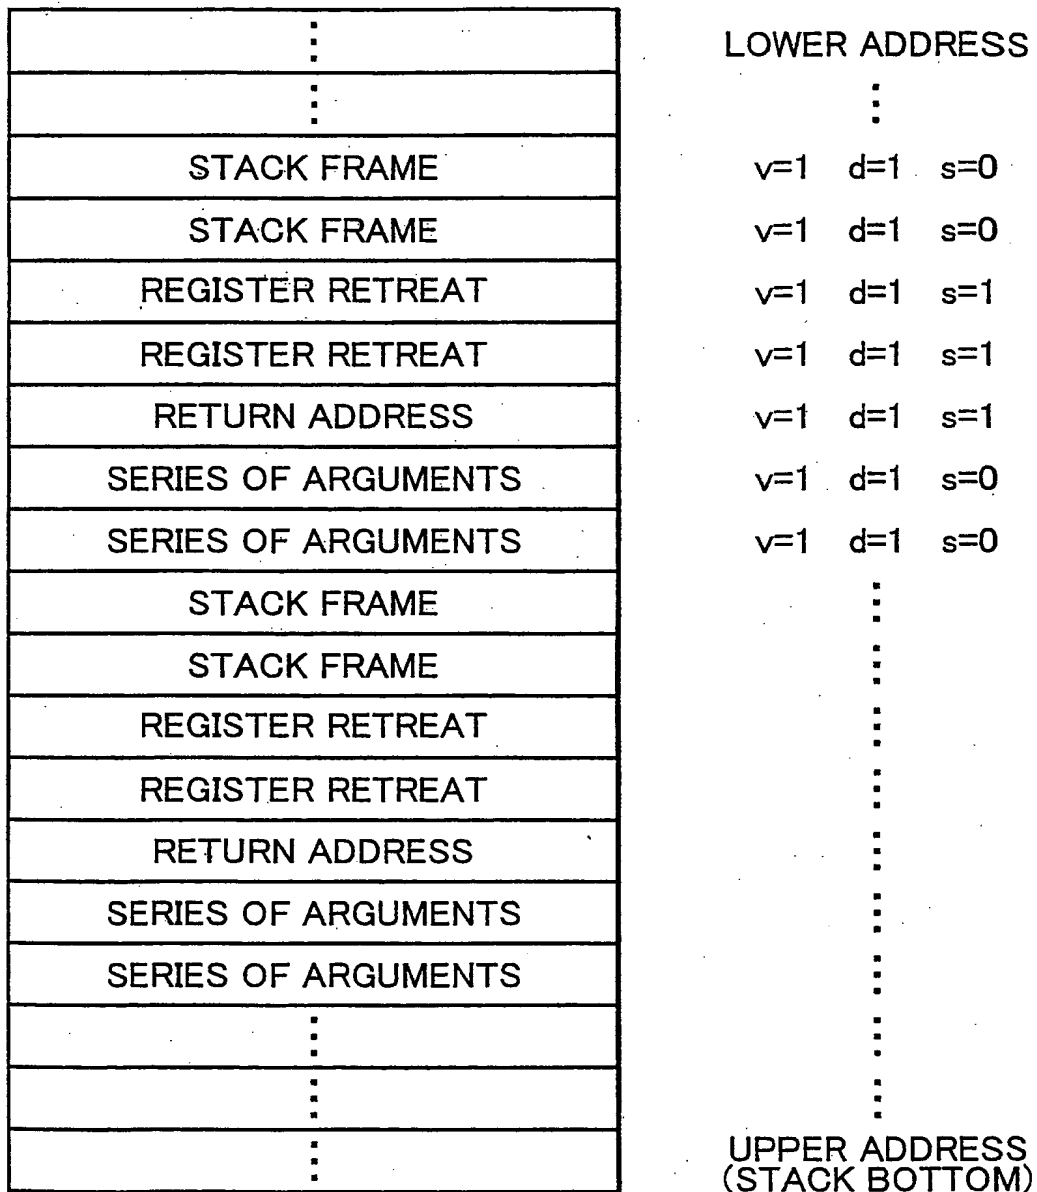 LOWER ADDRESS
STACK FRAME v=1 d=1 s=0
STACK FRAME v=1 d=1 s=0
REGISTER RETREAT v=1 d=1 s=1
REGISTER RETREAT v=1 d=1 s=1
RETURN ADDRESS v=1 d=1 s=1
SERIES OF ARGUMENTS v=1 d=1 s=0
SERIES OF ARGUMENTS v=1 d=1 s=0
STACK FRAME
STACK FRAME
REGISTER RETREAT
REGISTER RETREAT
RETURN ADDRESS
SERIES OF ARGUMENTS
SERIES OF ARGUMENTS
UPPER ADDRESS
(STACK BOTTOM)